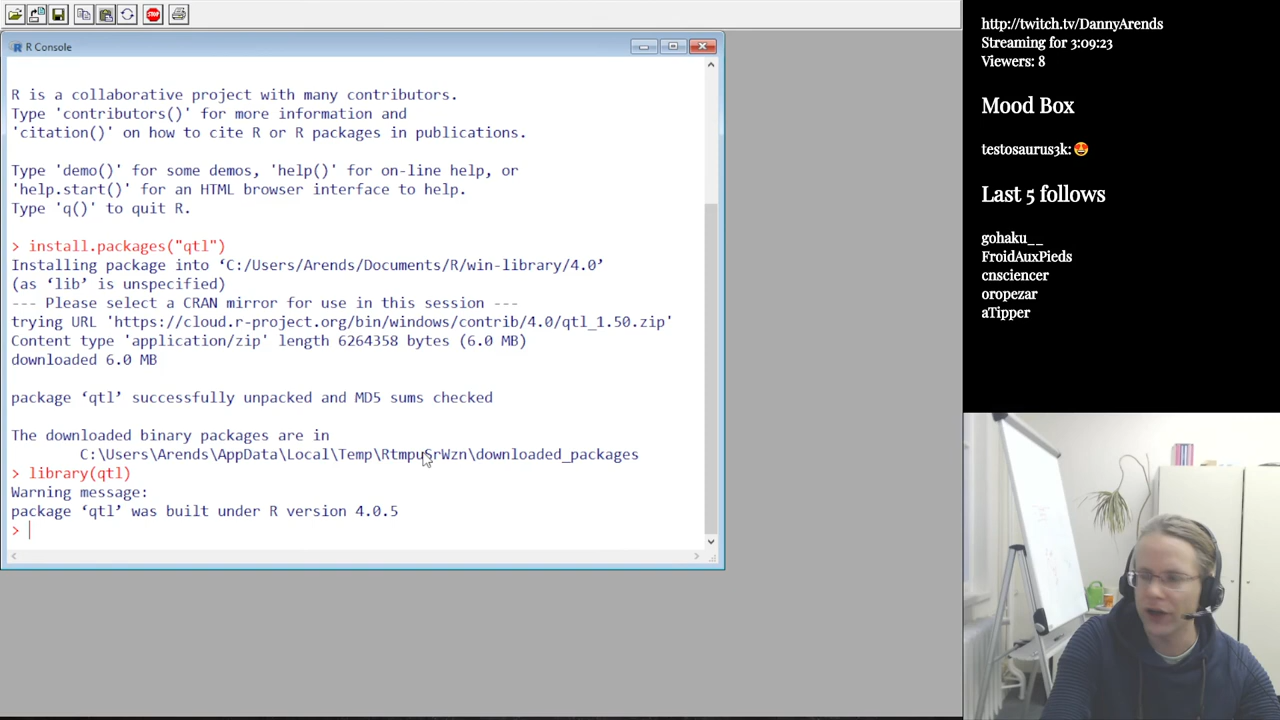 R Console
R is a collaborative project with many contributors.
Type 'contributors()' for more information and
'citation()' on how to cite R or R packages in publications.
Type 'demo()' for some demos, 'help()' for on-line help, or
'help.start()' for an HTML browser interface to help.
Type 'q()' to quit R.
> install.packages("qtl")
Installing package into ‘C:/Users/Arends/Documents/R/win-library/4.0’
(as ‘lib’ is unspecified)
--- Please select a CRAN mirror for use in this session ---
trying URL 'https://cloud.r-project.org/bin/windows/contrib/4.0/qtl_1.50.zip'
Content type 'application/zip' length 6264358 bytes (6.0 MB)
downloaded 6.0 MB
package ‘qtl’ successfully unpacked and MD5 sums checked
The downloaded binary packages are in
C:\Users\Arends\AppData\Local\Temp\RtmpuSrWzn\downloaded_packages
> library(qtl)
Warning message:
package ‘qtl’ was built under R version 4.0.5
>
STOP
http://twitch.tv/DannyArends
Streaming for 3:09:23
Viewers: 8
Mood Box
testosaurus3k: 🤩
Last 5 follows
gohaku__
FroidAuxPieds
cnsciencer
oropezar
aTipper